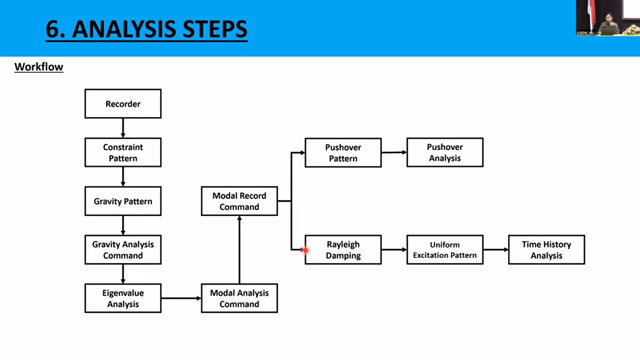 6. ANALYSIS STEPS
Workflow
Recorder
Constraint
Pattern
Gravity Pattern
Gravity Analysis
Command
Eigenvalue
Analysis
Modal Analysis
Command
Modal Record
Command
Pushover
Pattern
Pushover
Analysis
Rayleigh
Damping
Uniform
Excitation Pattern
Time History
Analysis